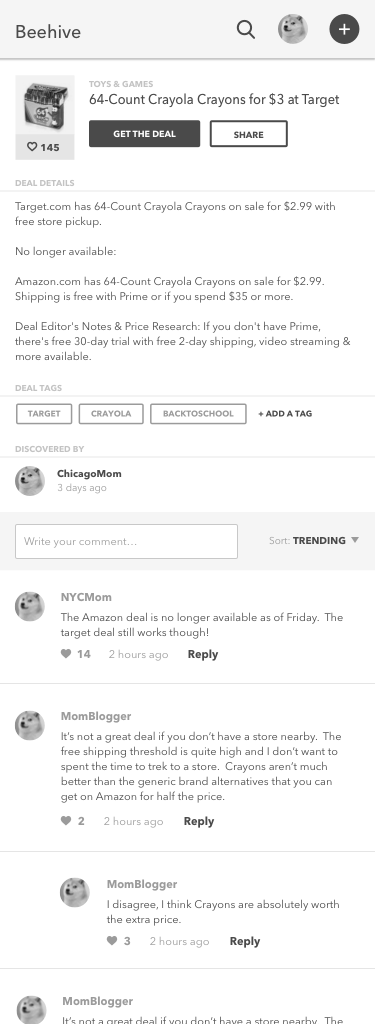 Beehive
TOYS & GAMES
64-Count Crayola Crayons for $3 at Target
GET THE DEAL
SHARE
145
DEAL DETAILS
Target.com has 64-Count Crayola Crayons on sale for $2.99 with
free store pickup.
No longer available:
Amazon.com has 64-Count Crayola Crayons on sale for $2.99.
Shipping is free with Prime or if you spend $35 or more.
Deal Editor's Notes & Price Research: If you don't have Prime,
there's free 30-day trial with free 2-day shipping, video streaming &
more available.
DEAL TAGS
TARGET
CRAYOLA
BACKTOSCHOOL
+ ADD A TAG
DISCOVERED BY
ChicagoMom
3 days ago
Write your comment...
Sort: TRENDING
NYCMom
The Amazon deal is no longer available as of Friday. The
target deal still works though!
14 2 hours ago Reply
MomBlogger
It's not a great deal if you don't have a store nearby. The
free shipping threshold is quite high and I don't want to
spent the time to trek to a store. Crayons aren't much
better than the generic brand alternatives that you can
get on Amazon for half the price.
2 2 hours ago Reply
MomBlogger
I disagree, I think Crayons are absolutely worth
the extra price.
3 2 hours ago Reply
MomBlogger
It's not a great deal if you don't have a store nearby. The